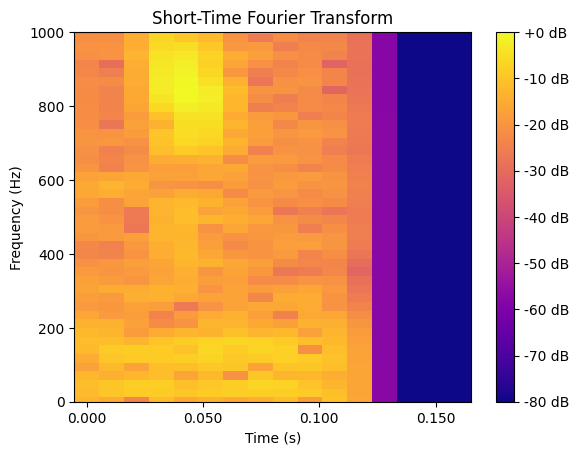 Short-Time Fourier Transform
1000
800
600
400
200
0
Frequency (Hz)
0.000
0.050
0.100
0.150
Time (s)
+0 dB
-10 dB
-20 dB
-30 dB
-40 dB
-50 dB
-60 dB
-70 dB
-80 dB